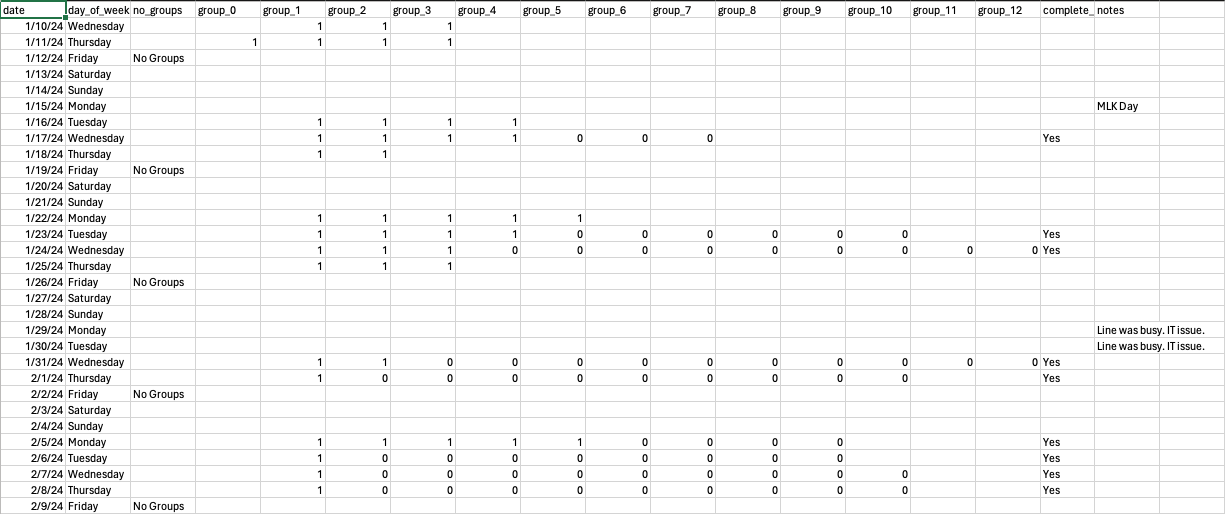 date day_of_week no_groups group_0 group_1 group_2 group_3 group_4 group_5 group_6 group_7 group_8 group_9 group_10 group_11 group_12 complete_ notes
1/10/24 Wednesday 1 1 1
1/11/24 Thursday 1 1 1 1
1/12/24 Friday No Groups
1/13/24 Saturday
1/14/24 Sunday
1/15/24 Monday MLK Day
1/16/24 Tuesday 1 1 1 1
1/17/24 Wednesday 1 1 1 1 0 0 0 Yes
1/18/24 Thursday 1 1
1/19/24 Friday No Groups
1/20/24 Saturday
1/21/24 Sunday
1/22/24 Monday 1 1 1 1 1
1/23/24 Tuesday 1 1 1 1 0 0 0 0 0 0 Yes
1/24/24 Wednesday 1 1 1 0 0 0 0 0 0 0 0 0 Yes
1/25/24 Thursday 1 1 1
1/26/24 Friday No Groups
1/27/24 Saturday
1/28/24 Sunday
1/29/24 Monday Line was busy. IT issue.
1/30/24 Tuesday Line was busy. IT issue.
1/31/24 Wednesday 1 1 0 0 0 0 0 0 0 0 0 0 Yes
2/1/24 Thursday 1 0 0 0 0 0 0 0 0 0 Yes
2/2/24 Friday No Groups
2/3/24 Saturday
2/4/24 Sunday
2/5/24 Monday 1 1 1 1 1 0 0 0 0 Yes
2/6/24 Tuesday 1 0 0 0 0 0 0 0 0 Yes
2/7/24 Wednesday 1 0 0 0 0 0 0 0 0 0 Yes
2/8/24 Thursday 1 0 0 0 0 0 0 0 0 0 Yes
2/9/24 Friday No Groups